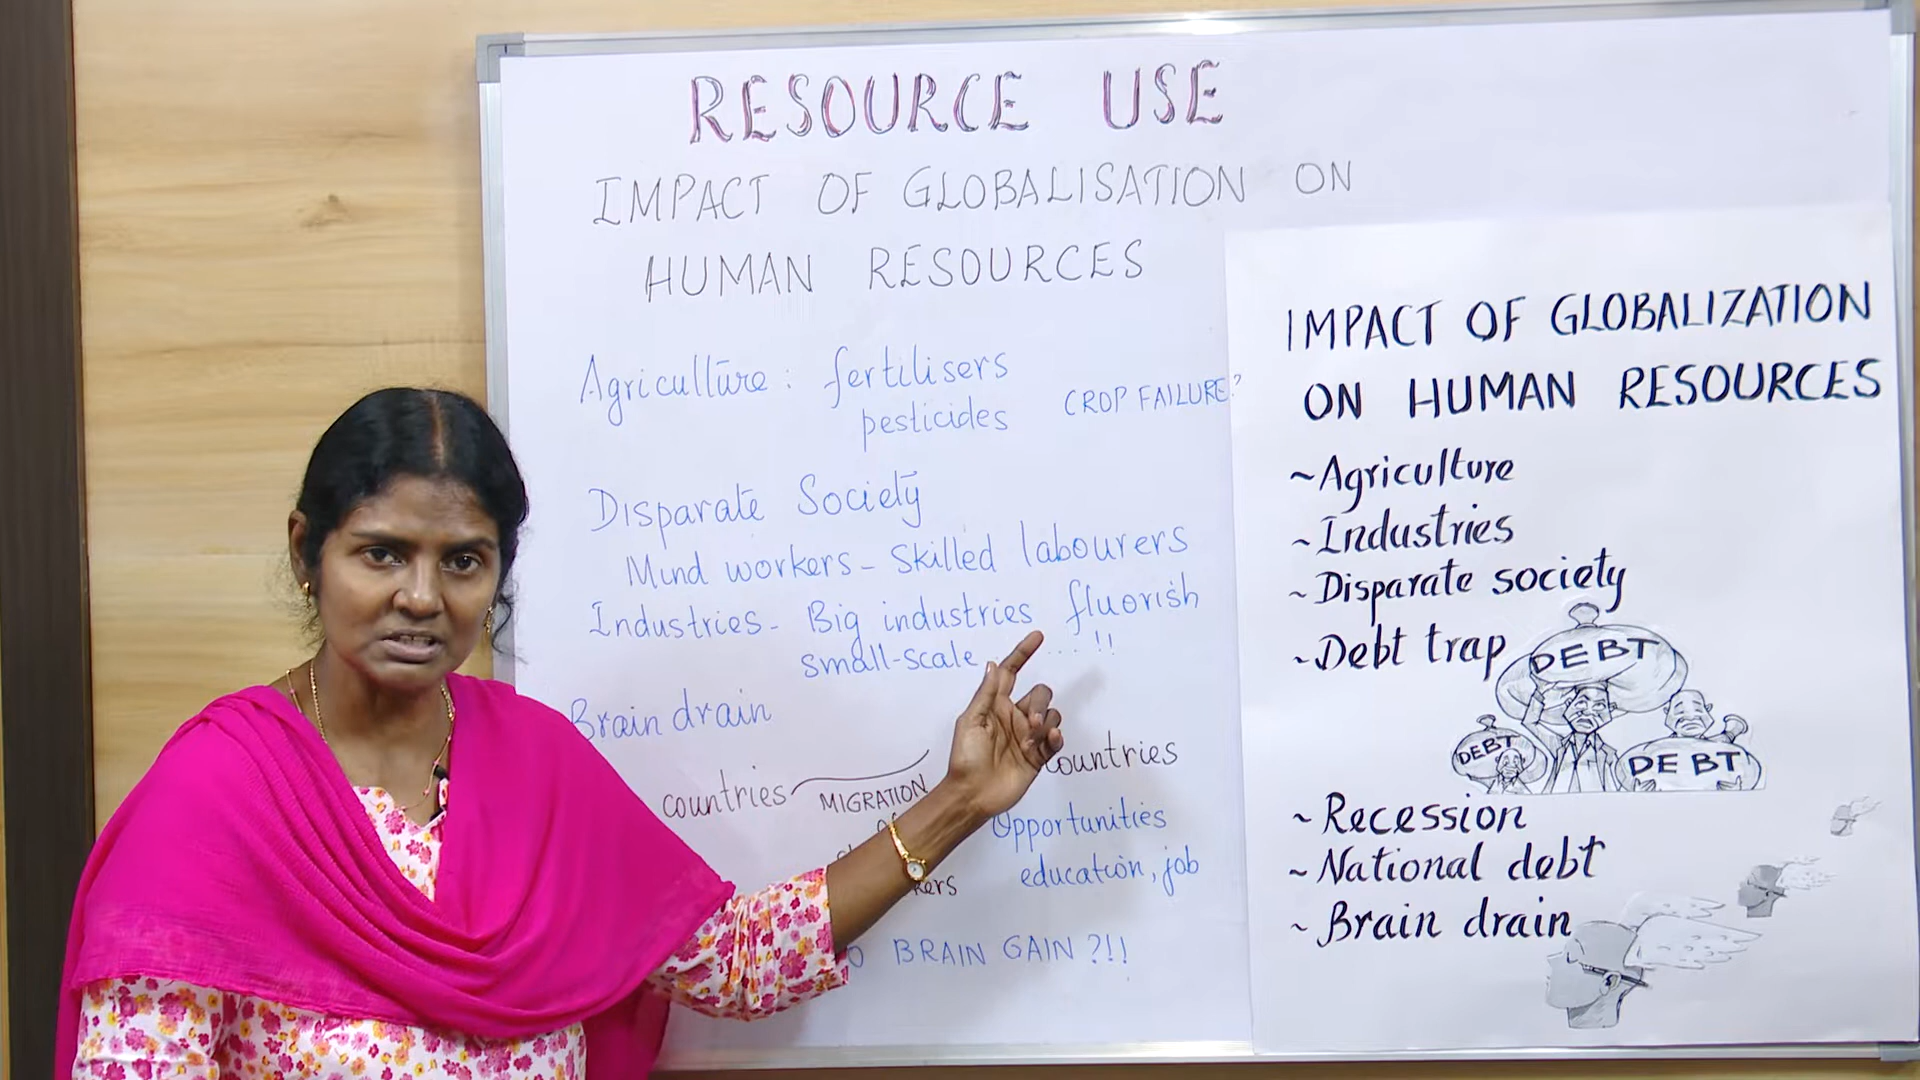 RESOURCE USE
IMPACT OF GLOBALISATION ON
HUMAN RESOURCES
Agriculture: fertilisers
pesticides CROP FAILURE?
Disparate Society
Mind workers - Skilled labourers
Industries - Big industries fluorish
small-scale .... !!
Brain drain
countries MIGRATION countries
Opportunities
education, job
BRAIN GAIN ?!!
IMPACT OF GLOBALIZATION
ON HUMAN RESOURCES
~Agriculture
~Industries
~Disparate society
~Debt trap
DEBT
DEBT
DEBT
~Recession
~National debt
~Brain drain